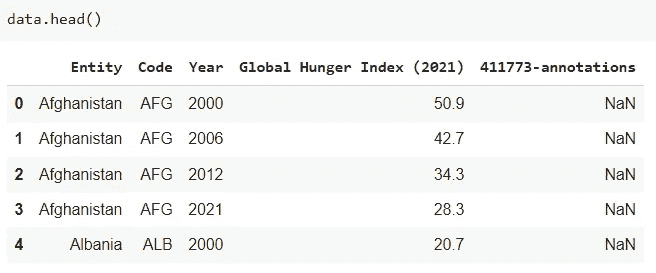 data.head()
Entity Code Year Global Hunger Index (2021) 411773-annotations
0 Afghanistan AFG 2000 50.9 NaN
1 Afghanistan AFG 2006 42.7 NaN
2 Afghanistan AFG 2012 34.3 NaN
3 Afghanistan AFG 2021 28.3 NaN
4 Albania ALB 2000 20.7 NaN